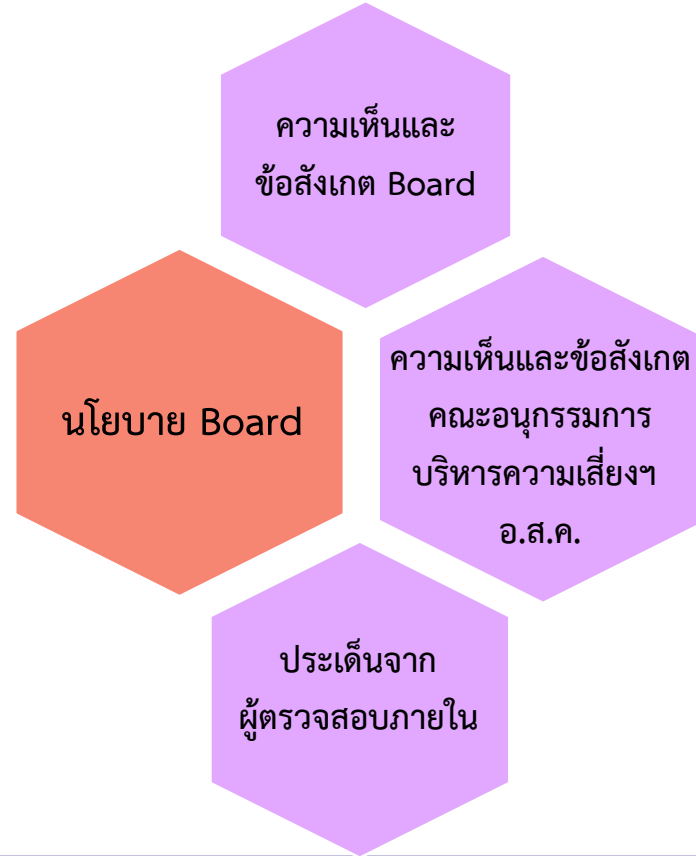 ความเห็นและ
ข้อสังเกต Board
นโยบาย Board
ความเห็นและข้อสังเกต
คณะอนุกรรมการ
บริหารความเสี่ยงฯ
อ.ส.ค.
ประเด็นจาก
ผู้ตรวจสอบภายใน